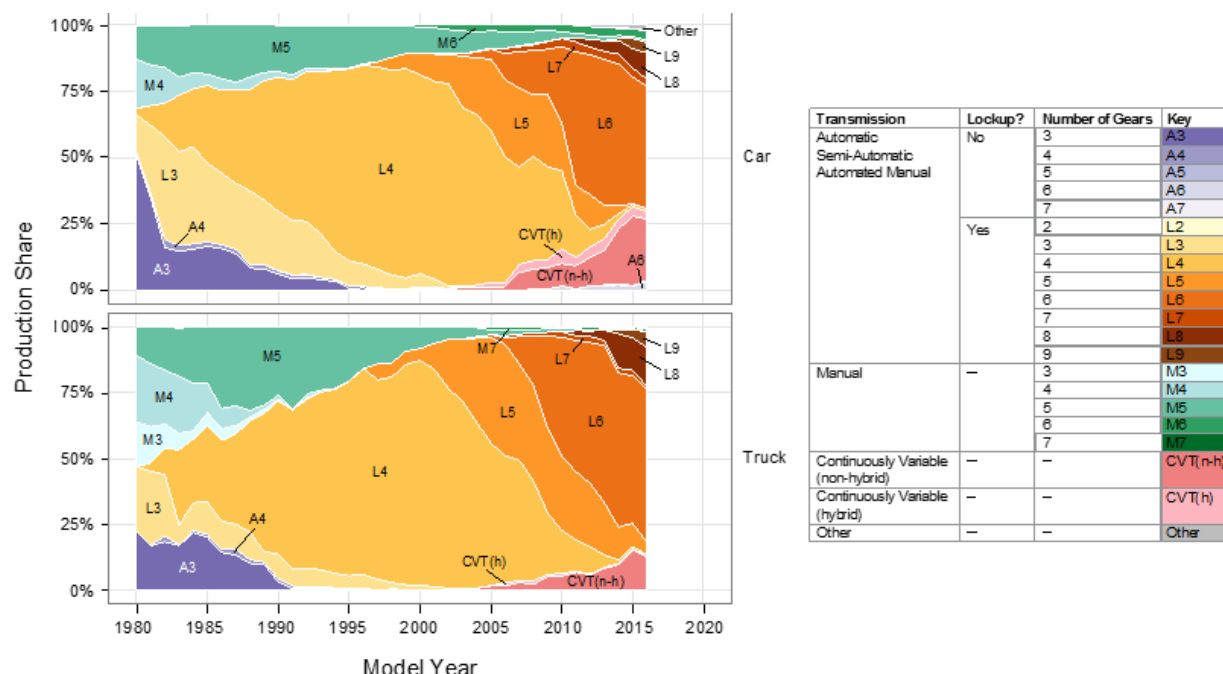 100%
75%
50%
25%
0%
M5
M6
M4
L3
A4
A3
L4
L5
L6
L7
CVT(h)
CVT(n-h)
A6
Other
L9
L8
Car
100%
75%
50%
25%
0%
M5
M4
M3
L3
A4
A3
L4
M7
L7
L5
L6
CVT(h)
CVT(n-h)
L9
L8
Truck
1980 1985 1990 1995 2000 2005 2010 2015 2020
Production Share
Model Year
Transmission Lockup? Number of Gears Key
Automatic No 3 A3
Semi-Automatic 4 A4
Automated Manual 5 A5
6 A6
7 A7
Yes 2 L2
3 L3
4 L4
5 L5
6 L6
7 L7
8 L8
9 L9
Manual – 3 M3
4 M4
5 M5
6 M6
7 M7
Continuously Variable – – CVT(n-h)
(non-hybrid)
Continuously Variable – – CVT(h)
(hybrid)
Other – – Other